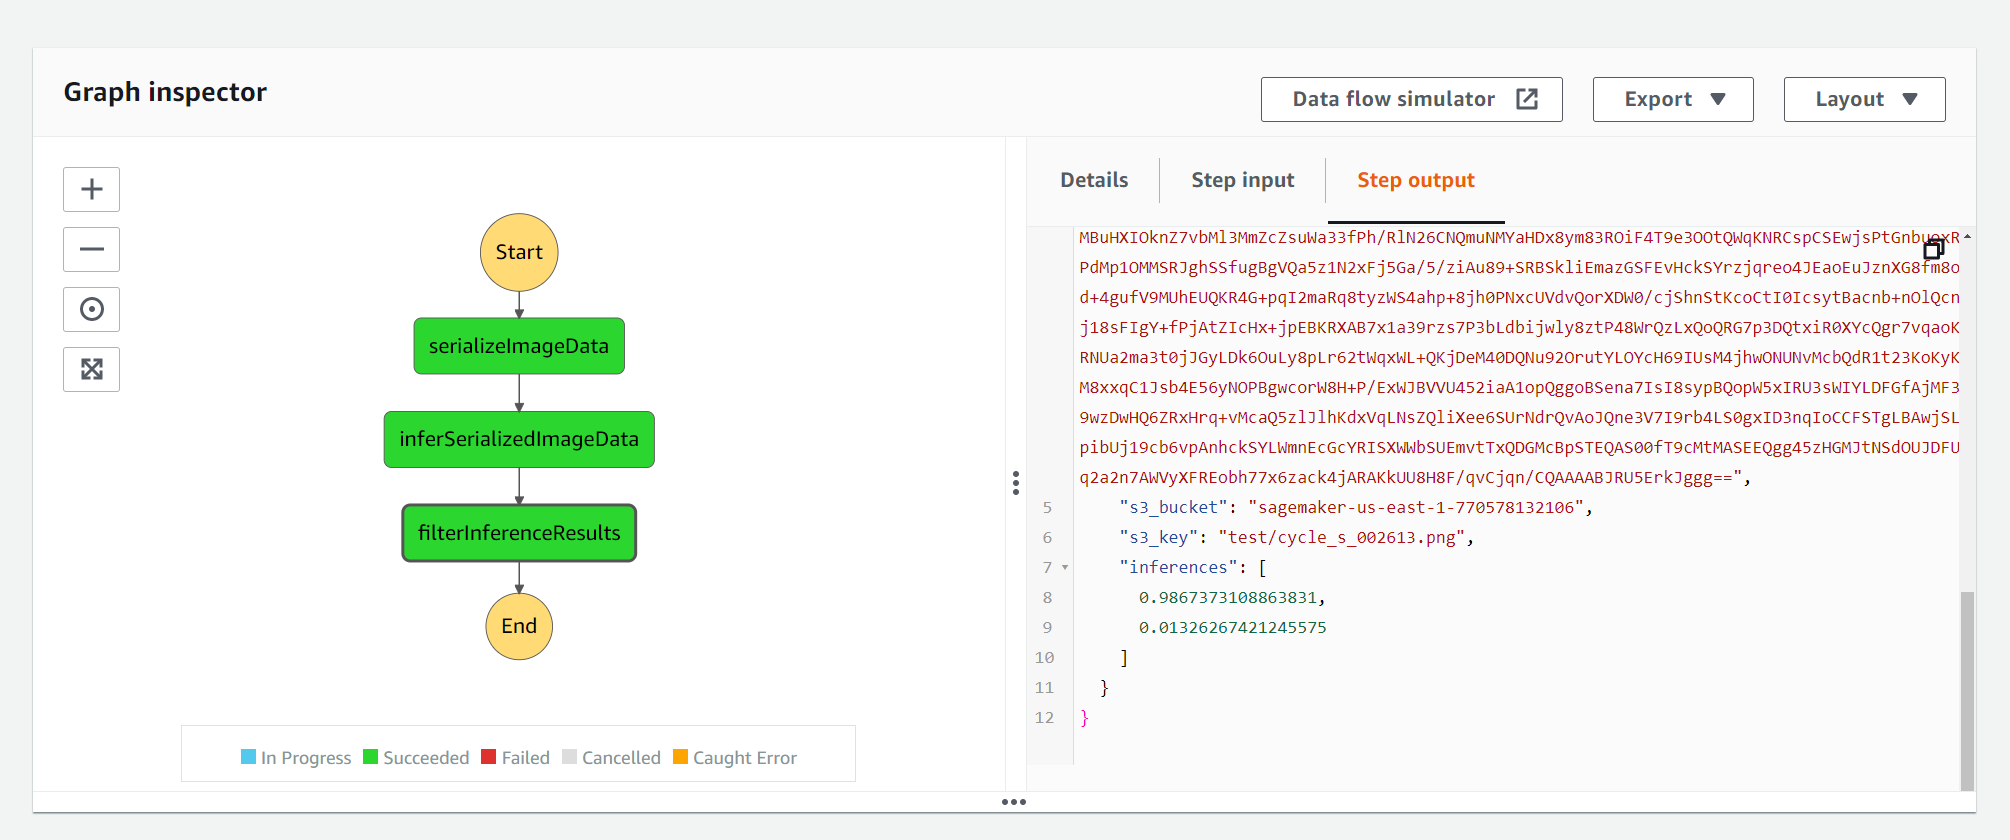 Graph inspector
Data flow simulator
Export
Layout
Start
serializeImageData
inferSerializedImageData
filterInferenceResults
End
In Progress Succeeded Failed Cancelled Caught Error
Details
Step input
Step output
MBuHXIOknZ7vbMl3MmZcZsuWa33fPh/RlN26CNQmuNMYaHDx8ym83ROiF4T9e3OOtQWqKNRCspCSEwjsPtGnbuoxR
PdMp1OMMSRJghSSfugBgVQa5z1N2xFj5Ga/5/ziAu89+SRBSkliEmazGSFEvHckSYrzjqreo4JEaoEuJznXG8fm8o
d+4gufV9MUhEUQKR4G+pqI2maRq8tyzWS4ahp+8jh0PNxcUVdvQorXDW0/cjShnStKcoCtI0IcsytBacnb+nOlQcn
j18sFIgY+fPjAtZIcHx+jpEBKRXAB7x1a39rzs7P3bLdbijwly8ztP48WrQzLxQoQRG7p3DQtxiR0XYcQgr7vqaoK
RNUa2ma3t0jJGyLDk6OuLy8pLr62tWqxWL+QKjDeM40DQNu92OrutYLOYcH69IUsM4jhwONUNvMcbQdR1t23KoKyK
M8xxqC1Jsb4E56yNOPBgwcorW8H+P/ExWJBVVU452iaA1opQggoBSena7IsI8sypBQopW5xIRU3sWIYLDFGfAjMF3
9wzDwHQ6ZRxHrq+vMcaQ5zlJlhKdxVqLNsZQliXee6SUrNdrQvAoJQne3V7I9rb4LS0gxID3nqIoCCFSTgLBAwjSL
pibUj19cb6vpAnhckSYLWmnEcGcYRISXWWbSUEmvtTxQDGMcBpSTEQAS00fT9cMtMASEEQgg45zHGMJtNSdOUJDFU
q2a2n7AWVyXFREobh77x6zack4jARAKkUU8H8F/qvCjqn/CQAAAABJRU5ErkJggg==",
5 "s3_bucket": "sagemaker-us-east-1-770578132106",
6 "s3_key": "test/cycle_s_002613.png",
7 "inferences": [
8 0.9867373108863831,
9 0.01326267421245575
10 ]
11 }
12 }